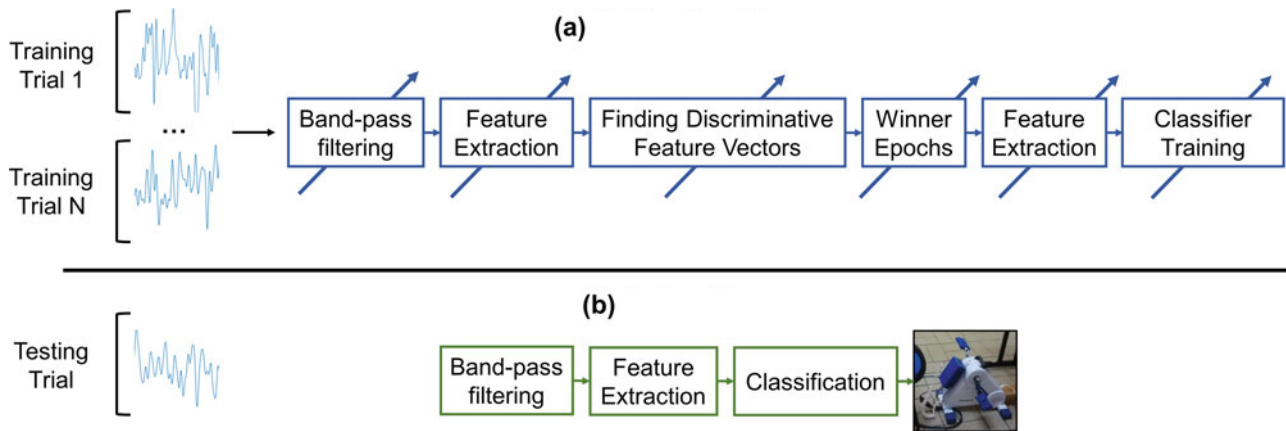 (a)
Training
Trial 1
...
Training
Trial N
Band-pass
filtering
Feature
Extraction
Finding Discriminative
Feature Vectors
Winner
Epochs
Feature
Extraction
Classifier
Training
(b)
Testing
Trial
Band-pass
filtering
Feature
Extraction
Classification